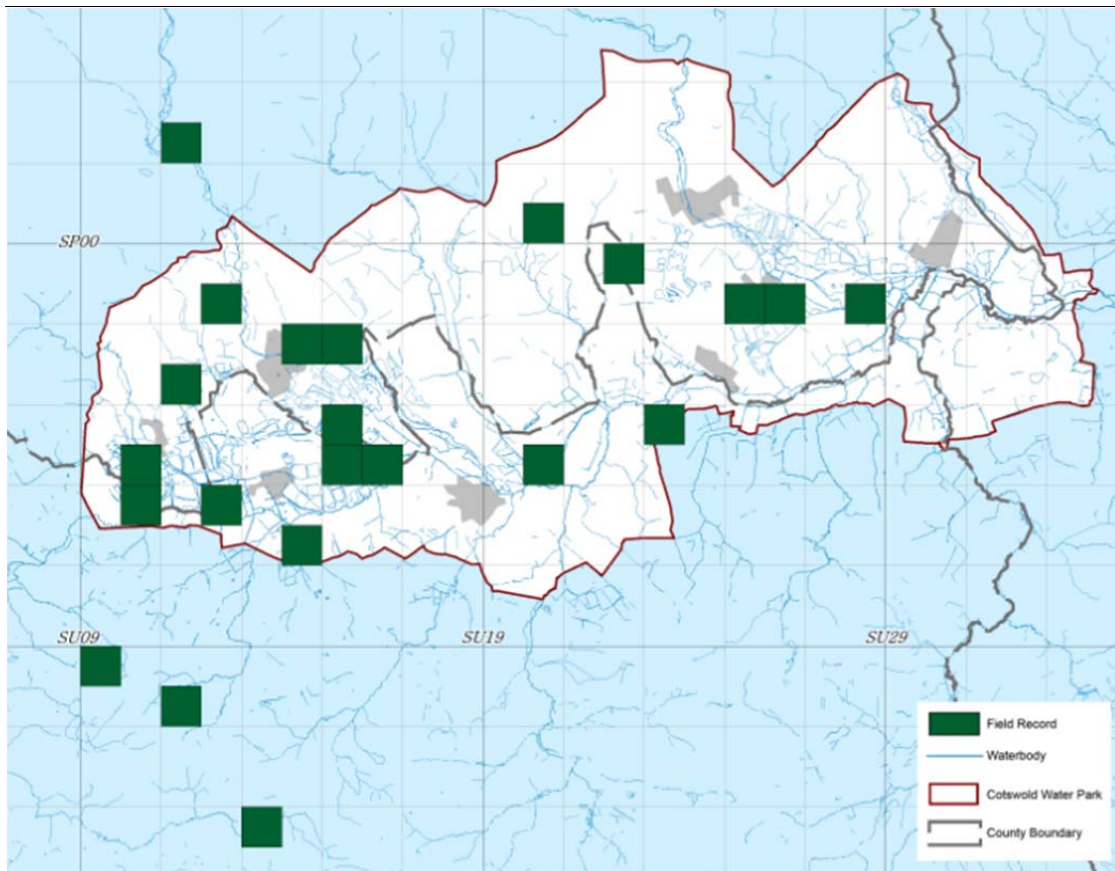 SP00
SU09
SU19
SU29
Field Record
Waterbody
Cotswold Water Park
County Boundary